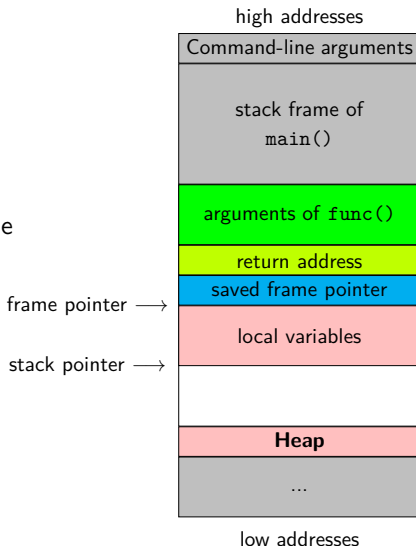 high addresses
Command-line arguments
stack frame of
main()
arguments of func()
e
return address
saved frame pointer
frame pointer ⟶
local variables
stack pointer ⟶
Heap
...
low addresses